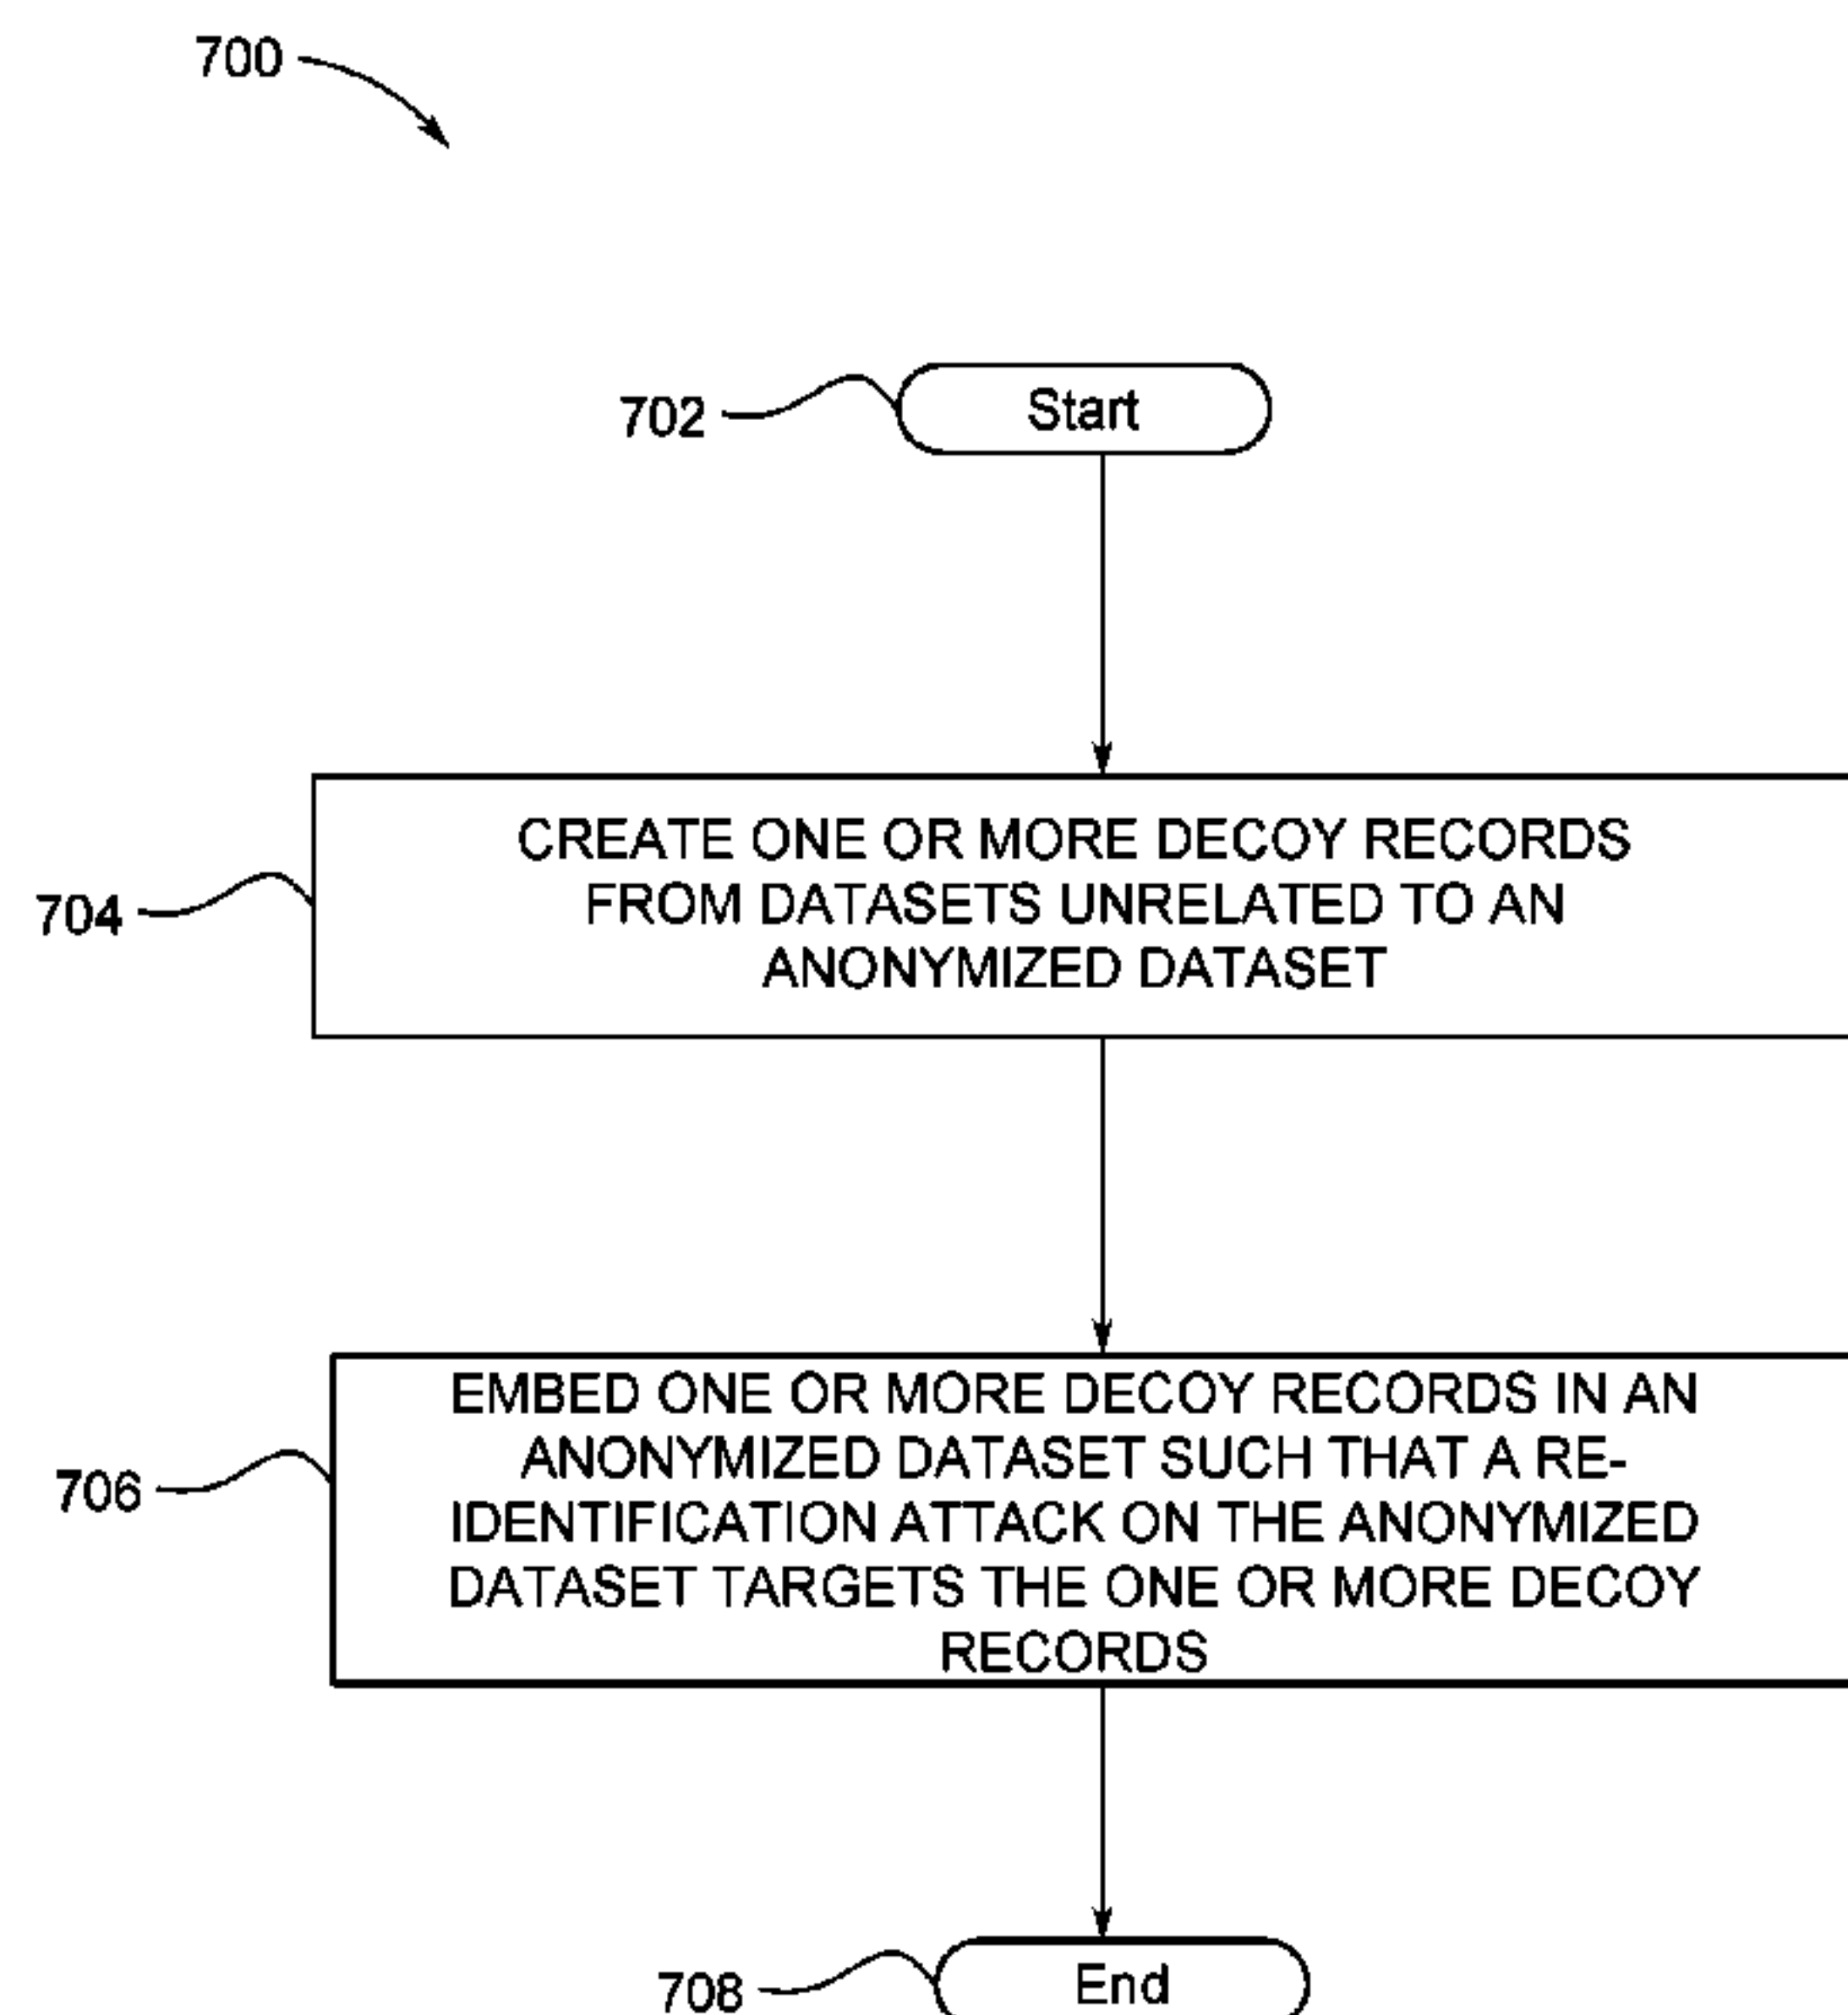 700
702
Start
CREATE ONE OR MORE DECOY RECORDS
FROM DATASETS UNRELATED TO AN
ANONYMIZED DATASET
704
EMBED ONE OR MORE DECOY RECORDS IN AN
ANONYMIZED DATASET SUCH THAT A RE-
IDENTIFICATION ATTACK ON THE ANONYMIZED
DATASET TARGETS THE ONE OR MORE DECOY
RECORDS
706
End
708